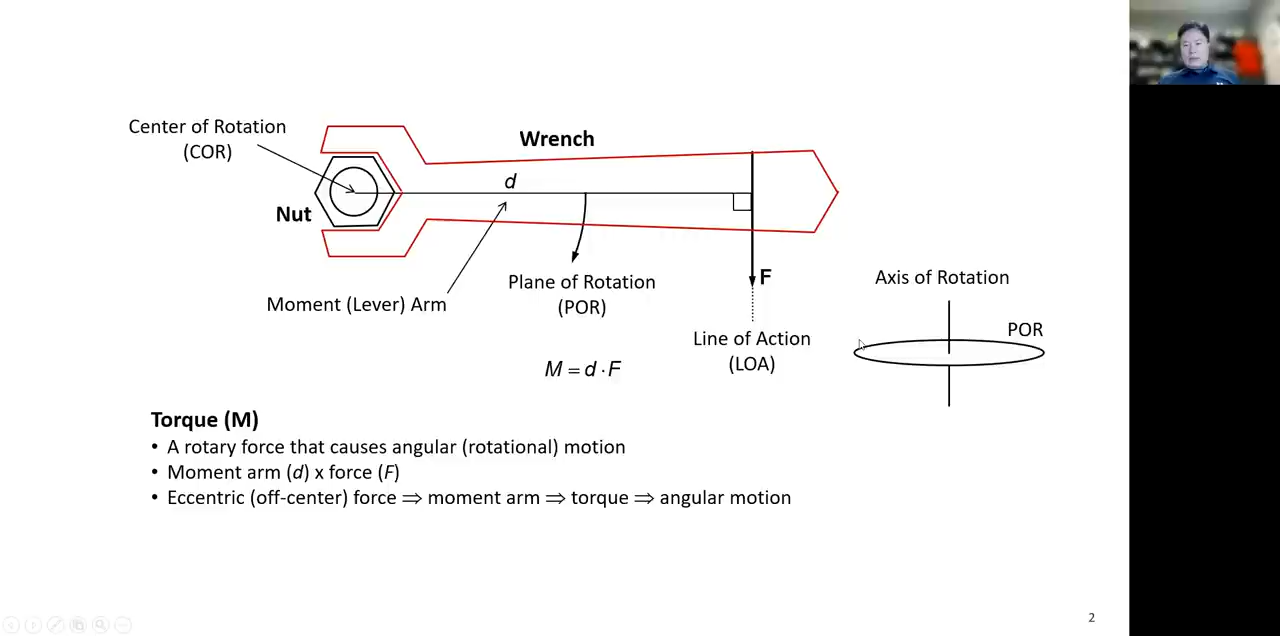 Center of Rotation
(COR)
Wrench
d
Nut
Plane of Rotation
(POR)
Moment (Lever) Arm
F
Axis of Rotation
POR
Line of Action
(LOA)
M = d · F
Torque (M)
• A rotary force that causes angular (rotational) motion
• Moment arm (d) x force (F)
• Eccentric (off-center) force ⇒ moment arm ⇒ torque ⇒ angular motion
2